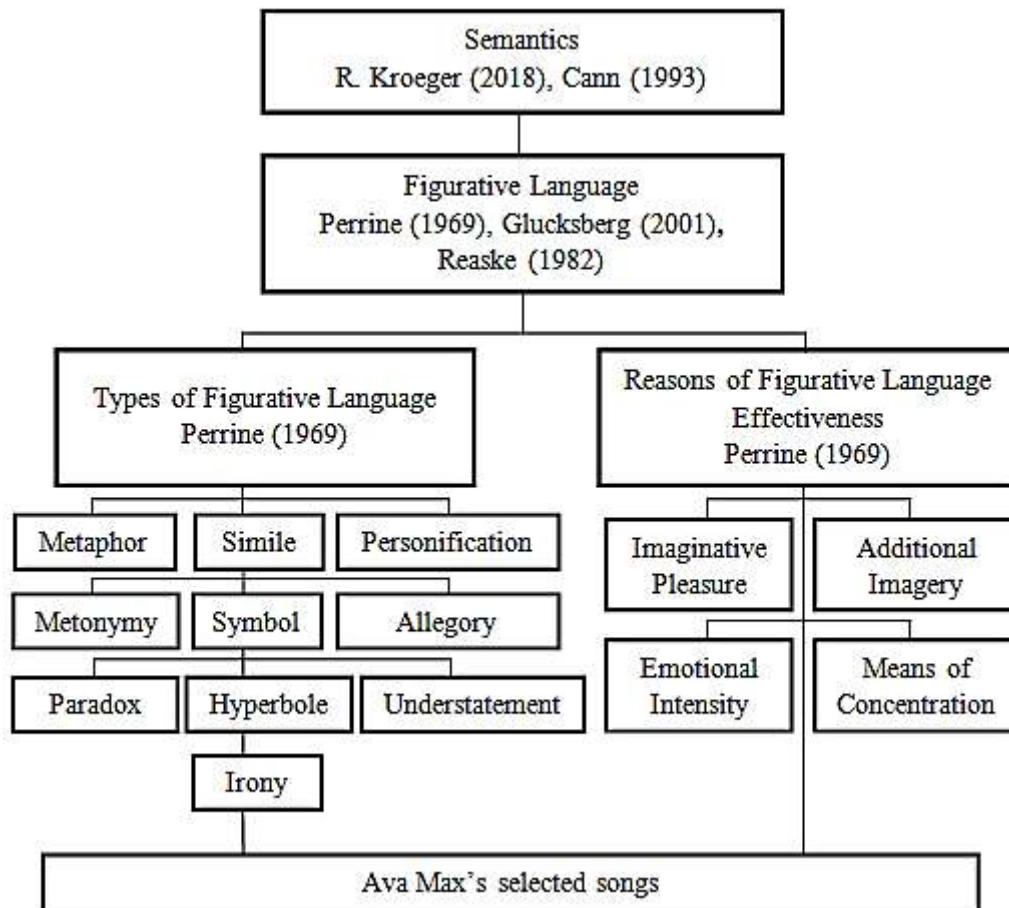 Semantics
R. Kroeger (2018), Cann (1993)
Figurative Language
Perrine (1969), Glucksberg (2001),
Reaske (1982)
Types of Figurative Language
Perrine (1969)
Reasons of Figurative Language
Effectiveness
Perrine (1969)
Metaphor
Simile
Personification
Metonymy
Symbol
Allegory
Paradox
Hyperbole
Understatement
Irony
Imaginative
Pleasure
Additional
Imagery
Emotional
Intensity
Means of
Concentration
Ava Max's selected songs